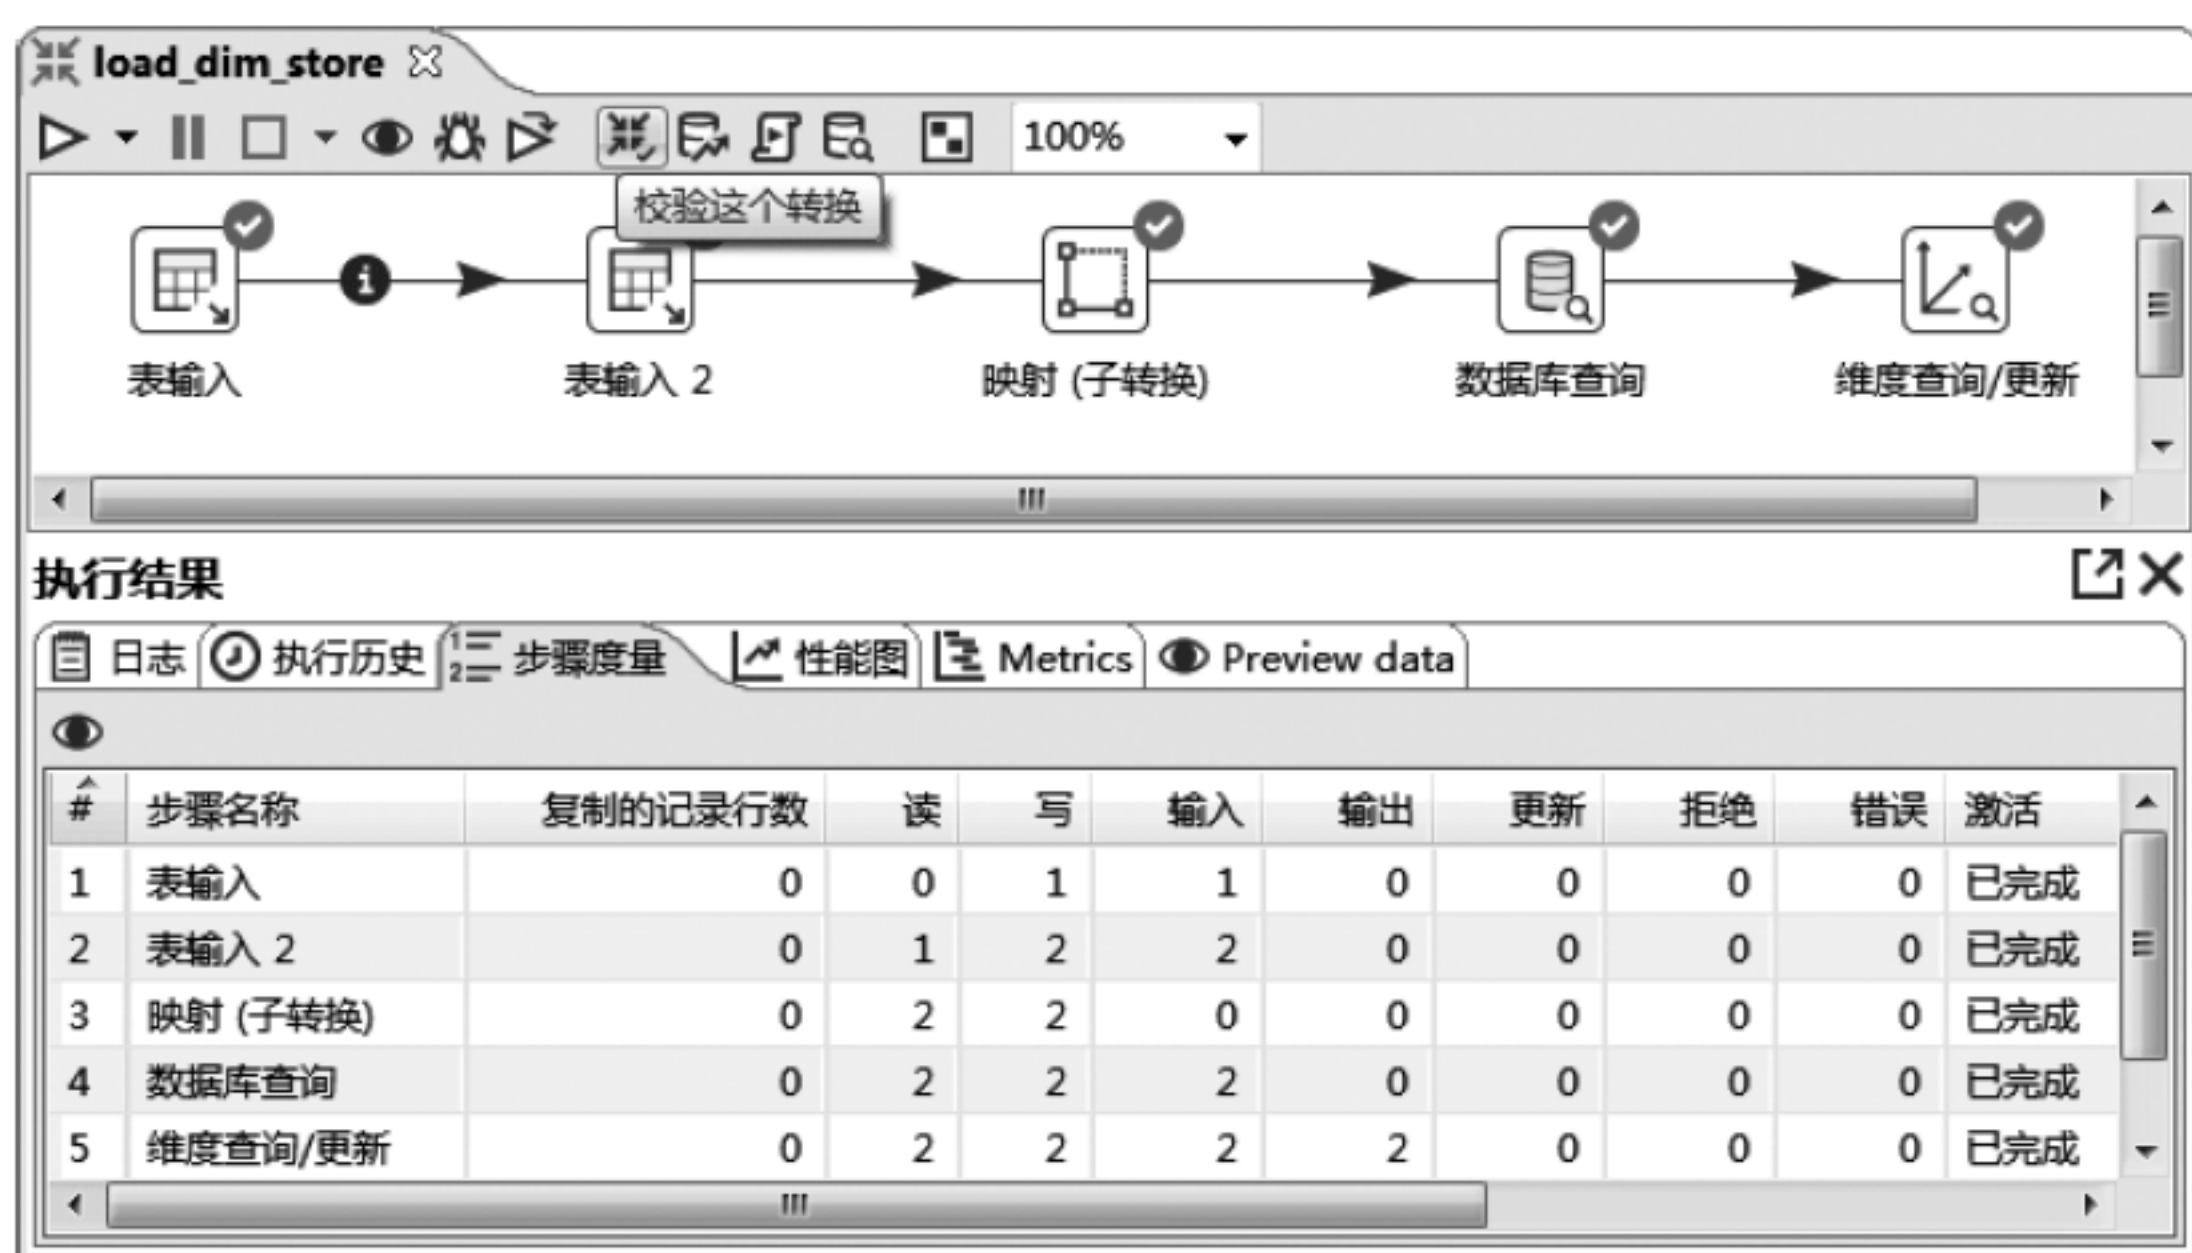 load_dim_store
100%
校验这个转换
表输入 表输入 2 映射 (子转换) 数据库查询 维度查询/更新
执行结果
日志 执行历史 步骤度量 性能图 Metrics Preview data
# 步骤名称 复制的记录行数 读 写 输入 输出 更新 拒绝 错误 激活
1 表输入 0 0 1 1 0 0 0 0 已完成
2 表输入 2 0 1 2 2 0 0 0 0 已完成
3 映射 (子转换) 0 2 2 0 0 0 0 0 已完成
4 数据库查询 0 2 2 2 0 0 0 0 已完成
5 维度查询/更新 0 2 2 2 2 0 0 0 已完成